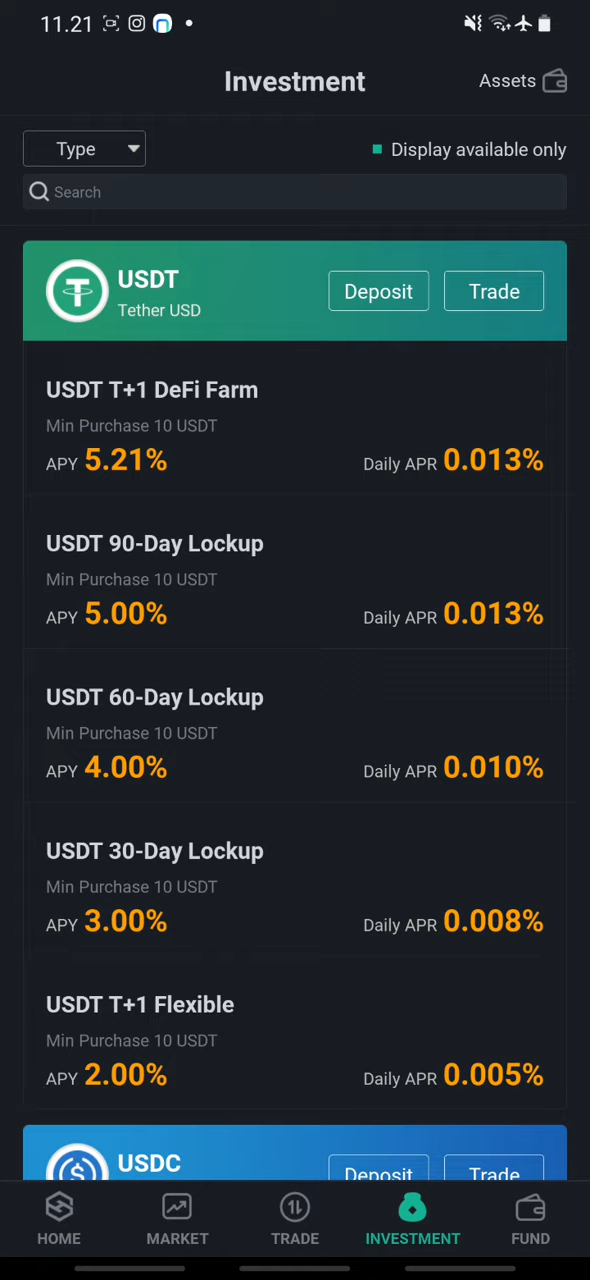 11.21
Investment
Assets
Type
Display available only
Search
USDT
Tether USD
Deposit
Trade
USDT T+1 DeFi Farm
Min Purchase 10 USDT
APY 5.21%
Daily APR 0.013%
USDT 90-Day Lockup
Min Purchase 10 USDT
APY 5.00%
Daily APR 0.013%
USDT 60-Day Lockup
Min Purchase 10 USDT
APY 4.00%
Daily APR 0.010%
USDT 30-Day Lockup
Min Purchase 10 USDT
APY 3.00%
Daily APR 0.008%
USDT T+1 Flexible
Min Purchase 10 USDT
APY 2.00%
Daily APR 0.005%
USDC
Deposit
Trade
HOME
MARKET
TRADE
INVESTMENT
FUND